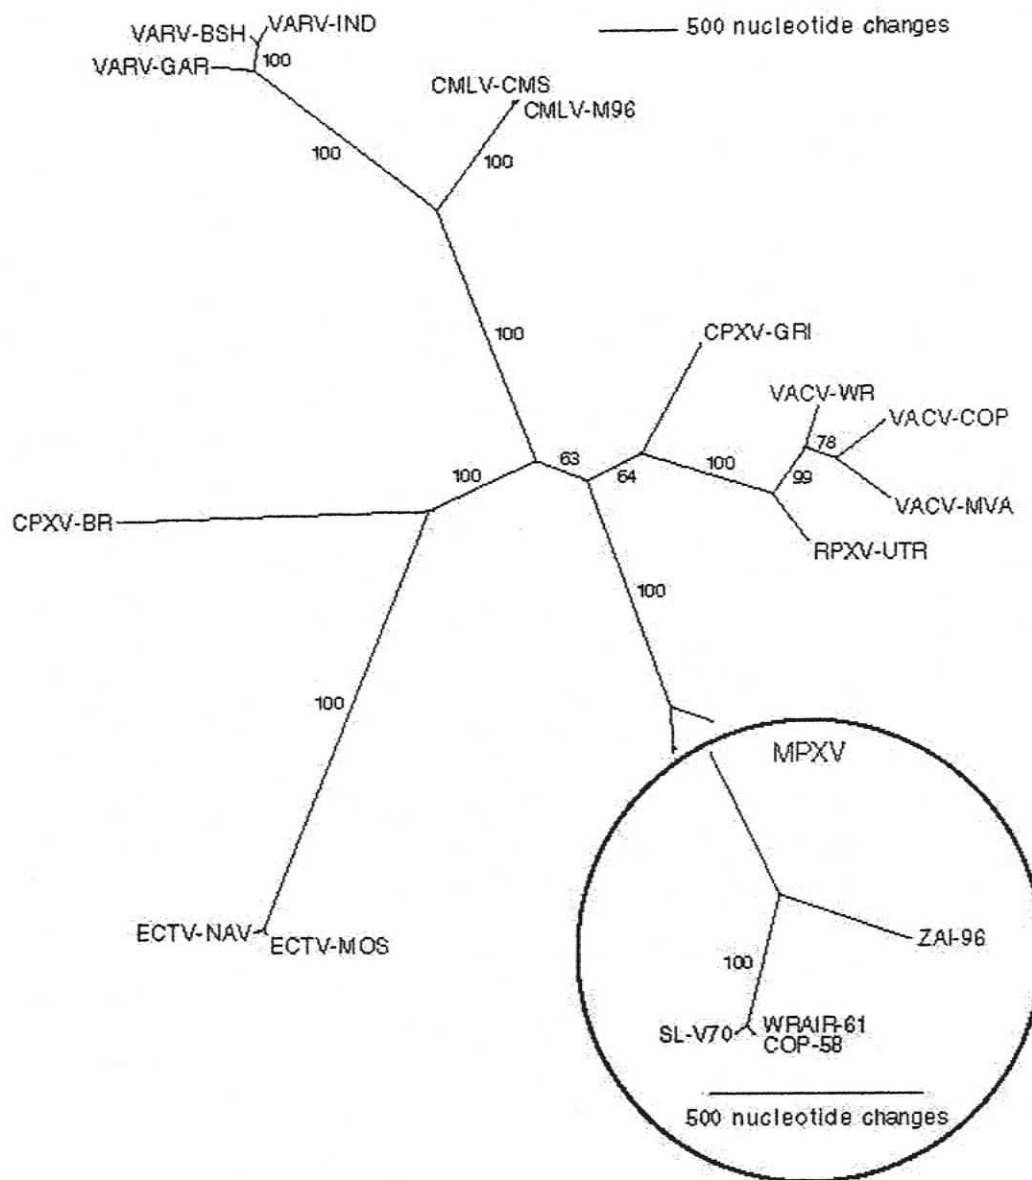 VARV-BSH
VARV-IND
500 nucleotide changes
VARV-GAR
100
CMLV-CMS
CMLV-M96
100
100
100
CPXV-GRI
VACV-WR
VACV-COP
78
63
64
100
99
100
VACV-MVA
CPXV-BR
RPXV-UTR
100
100
MPXV
ECTV-NAV
ECTV-MOS
ZAI-96
100
SL-V70
WRAIR-61
COP-58
500 nucleotide changes